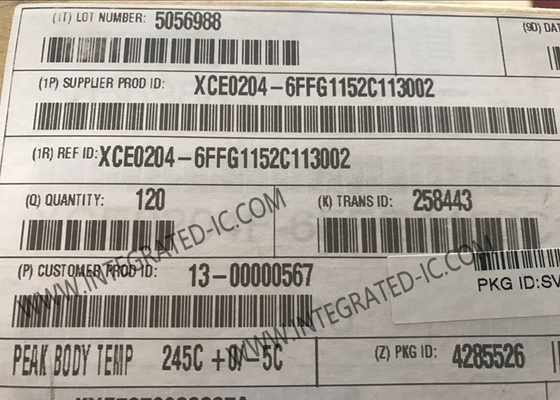 (1T) LOT NUMBER: 5056988
(9D) DAT
(1P) SUPPLIER PROD ID: XCE0204-6FFG1152C113002
(1R) REF ID: XCE0204-6FFG1152C113002
(Q) QUANTITY: 120
(K) TRANS ID: 258443
(P) CUSTOMER PROD ID: 13-00000567
PKG ID:SV
PEAK BODY TEMP 245C +0/-5C
(Z) PKG ID: 4285526
WWW.INTEGRATED-IC.COM
WWW.INTEGRATED-IC.COM